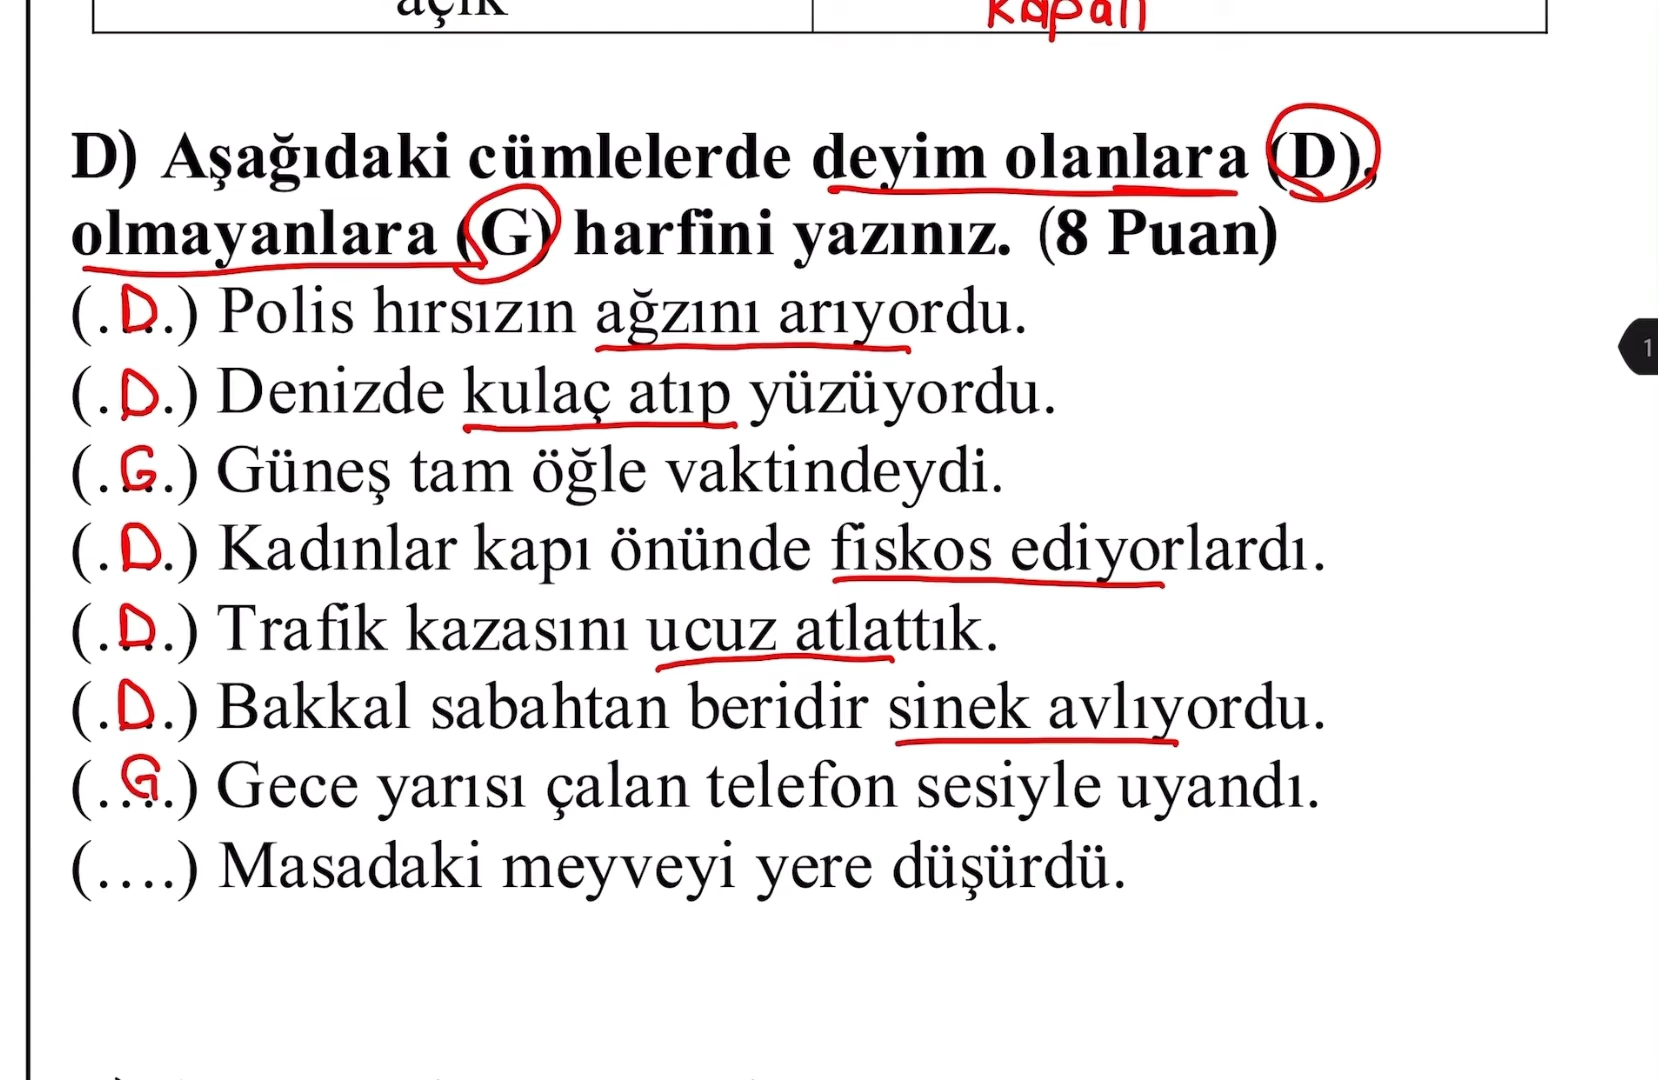 açık kapalı
D) Aşağıdaki cümlelerde deyim olanlara (D),
olmayanlara (G) harfini yazınız. (8 Puan)
(.D.) Polis hırsızın ağzını arıyordu.
(.D.) Denizde kulaç atıp yüzüyordu.
(.G.) Güneş tam öğle vaktindeydi.
(.D.) Kadınlar kapı önünde fiskos ediyorlardı.
(.D.) Trafik kazasını ucuz atlattık.
(.D.) Bakkal sabahtan beridir sinek avlıyordu.
(..G..) Gece yarısı çalan telefon sesiyle uyandı.
(....) Masadaki meyveyi yere düşürdü.
1